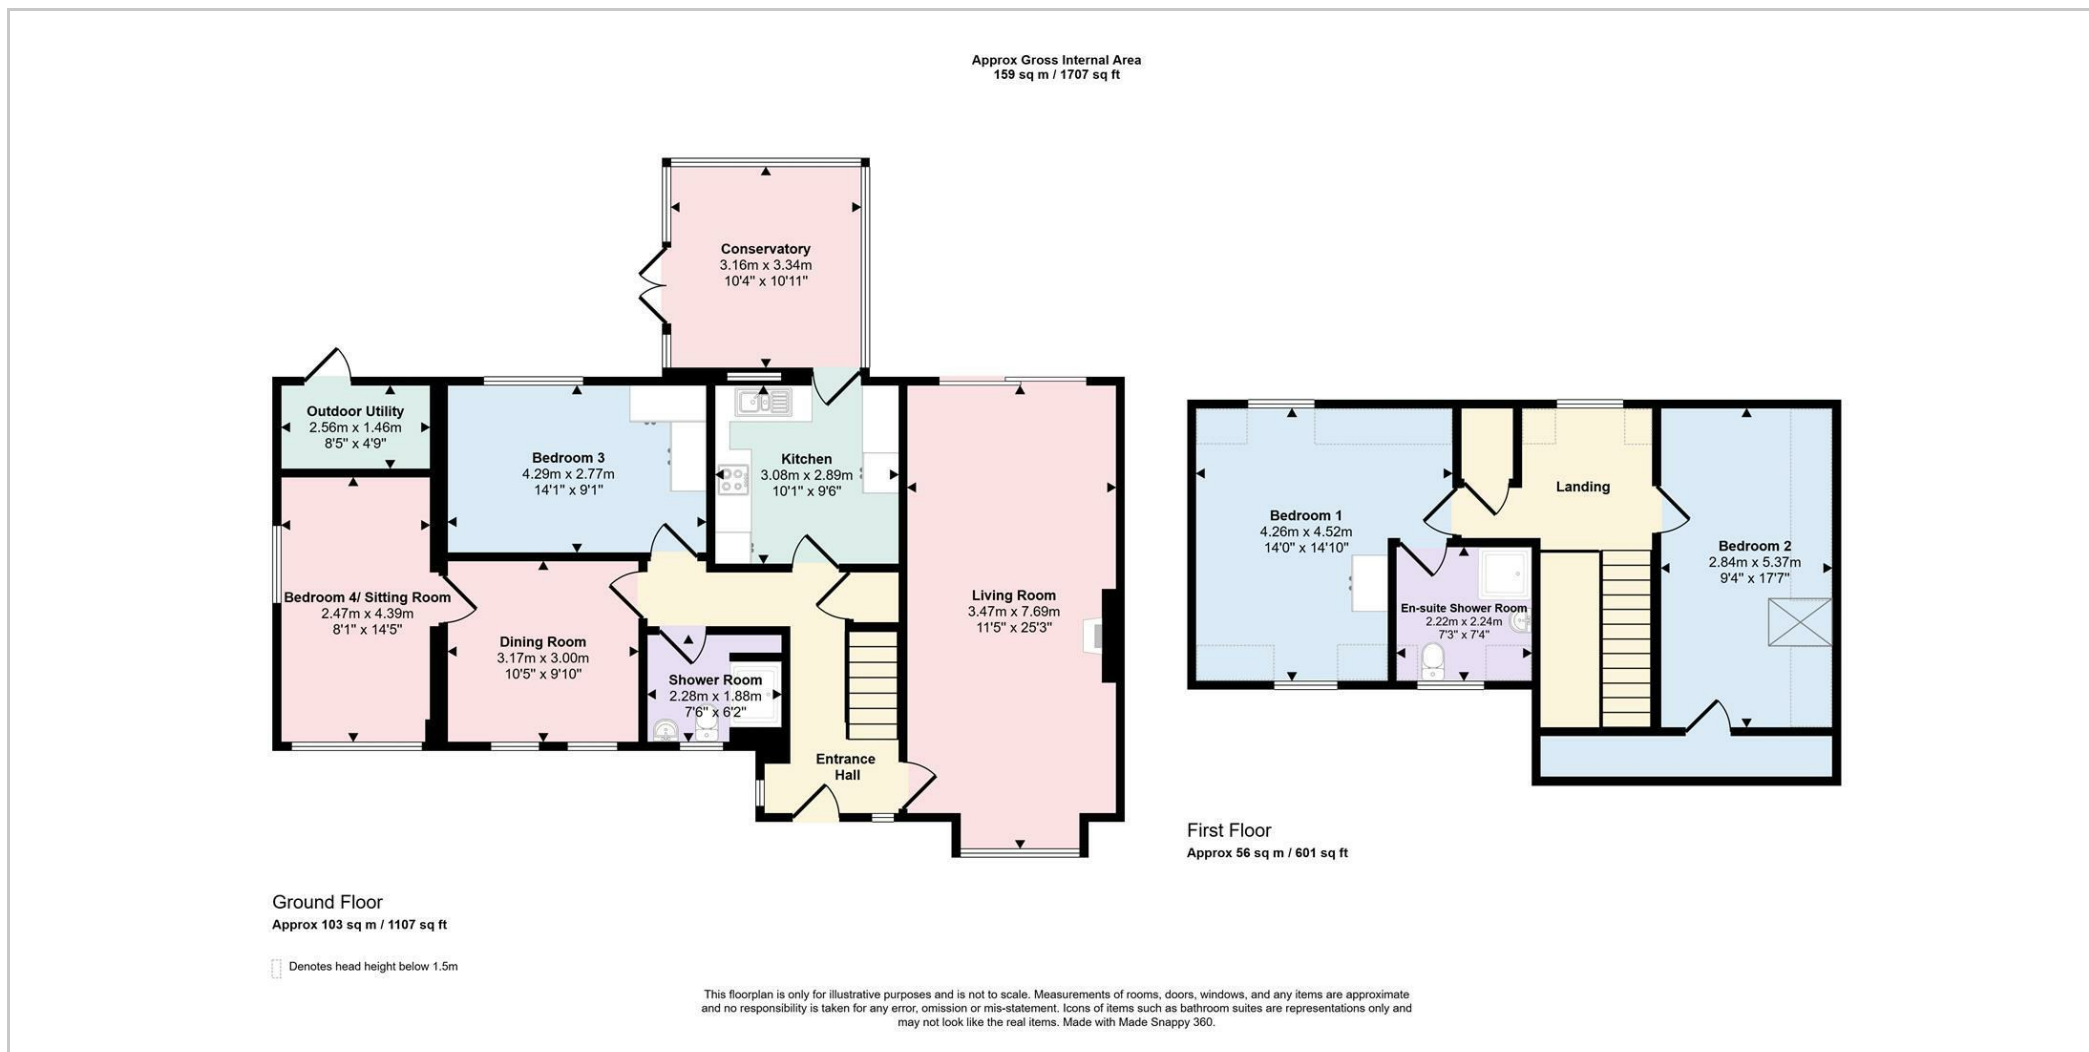 Approx Gross Internal Area
159 sq m / 1707 sq ft
Conservatory
3.16m x 3.34m
10'4" x 10'11"
Outdoor Utility
2.56m x 1.46m
8'5" x 4'9"
Bedroom 3
4.29m x 2.77m
14'1" x 9'1"
Kitchen
3.08m x 2.89m
10'1" x 9'6"
Bedroom 4/ Sitting Room
2.47m x 4.39m
8'1" x 14'5"
Dining Room
3.17m x 3.00m
10'5" x 9'10"
Shower Room
2.28m x 1.88m
7'6" x 6'2"
Living Room
3.47m x 7.69m
11'5" x 25'3"
Entrance
Hall
Landing
Bedroom 1
4.26m x 4.52m
14'0" x 14'10"
Bedroom 2
2.84m x 5.37m
9'4" x 17'7"
En-suite Shower Room
2.22m x 2.24m
7'3" x 7'4"
First Floor
Approx 56 sq m / 601 sq ft
Ground Floor
Approx 103 sq m / 1107 sq ft
Denotes head height below 1.5m
This floorplan is only for illustrative purposes and is not to scale. Measurements of rooms, doors, windows, and any items are approximate
and no responsibility is taken for any error, omission or mis-statement. Icons of items such as bathroom suites are representations only and
may not look like the real items. Made with Made Snappy 360.